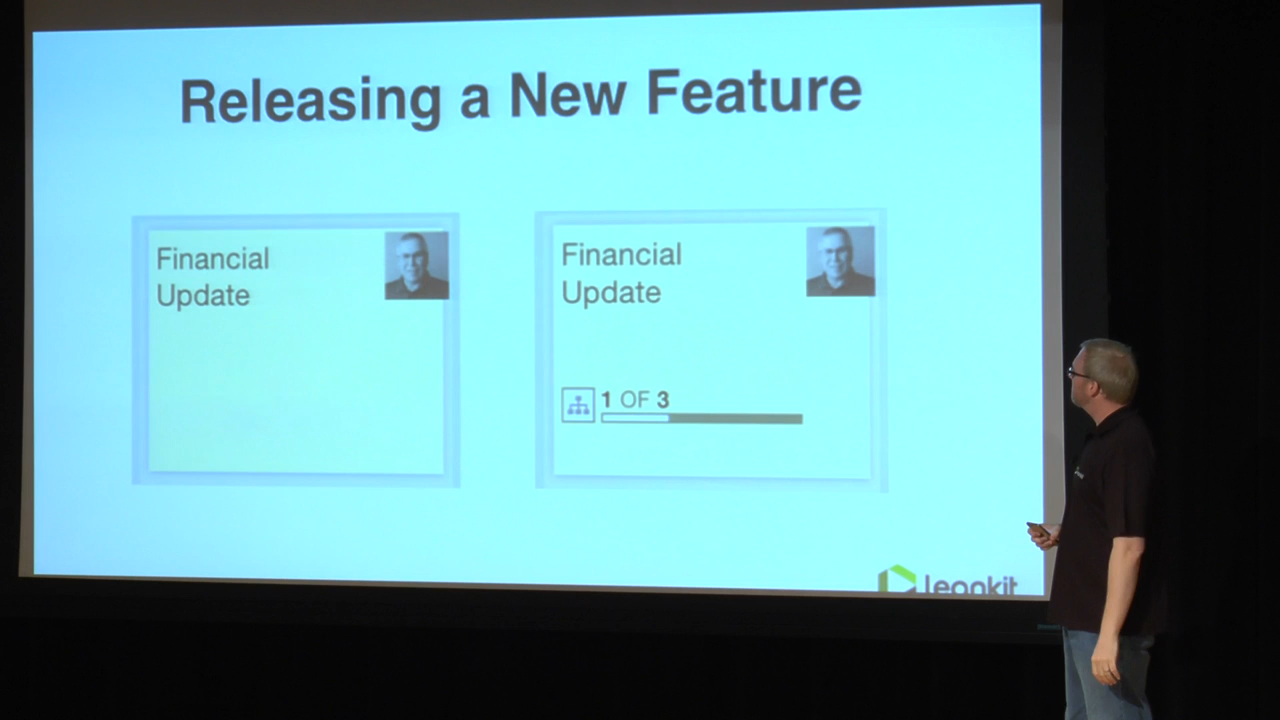 Releasing a New Feature
Financial
Update
Financial
Update
1 OF 3
leankit